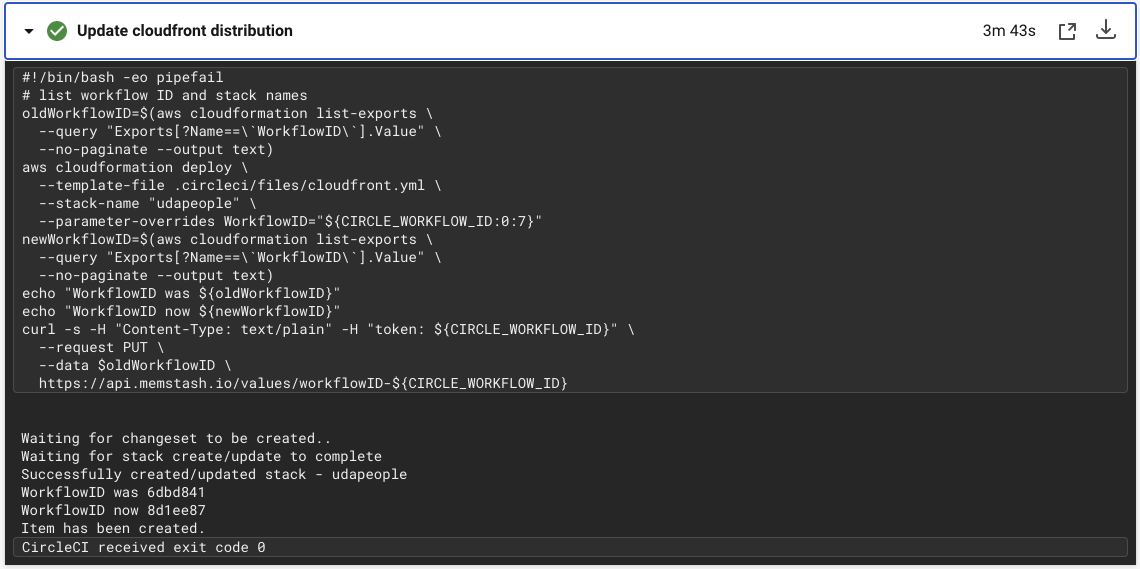 Update cloudfront distribution
3m 43s
#!/bin/bash -eo pipefail
# list workflow ID and stack names
oldWorkflowID=$(aws cloudformation list-exports \
  --query "Exports[?Name==\`WorkflowID\`].Value" \
  --no-paginate --output text)
aws cloudformation deploy \
  --template-file .circleci/files/cloudfront.yml \
  --stack-name "udapeople" \
  --parameter-overrides WorkflowID="${CIRCLE_WORKFLOW_ID:0:7}"
newWorkflowID=$(aws cloudformation list-exports \
  --query "Exports[?Name==\`WorkflowID\`].Value" \
  --no-paginate --output text)
echo "WorkflowID was ${oldWorkflowID}"
echo "WorkflowID now ${newWorkflowID}"
curl -s -H "Content-Type: text/plain" -H "token: ${CIRCLE_WORKFLOW_ID}" \
  --request PUT \
  --data $oldWorkflowID \
  https://api.memstash.io/values/workflowID-${CIRCLE_WORKFLOW_ID}
Waiting for changeset to be created..
Waiting for stack create/update to complete
Successfully created/updated stack - udapeople
WorkflowID was 6dbd841
WorkflowID now 8d1ee87
Item has been created.
CircleCI received exit code 0